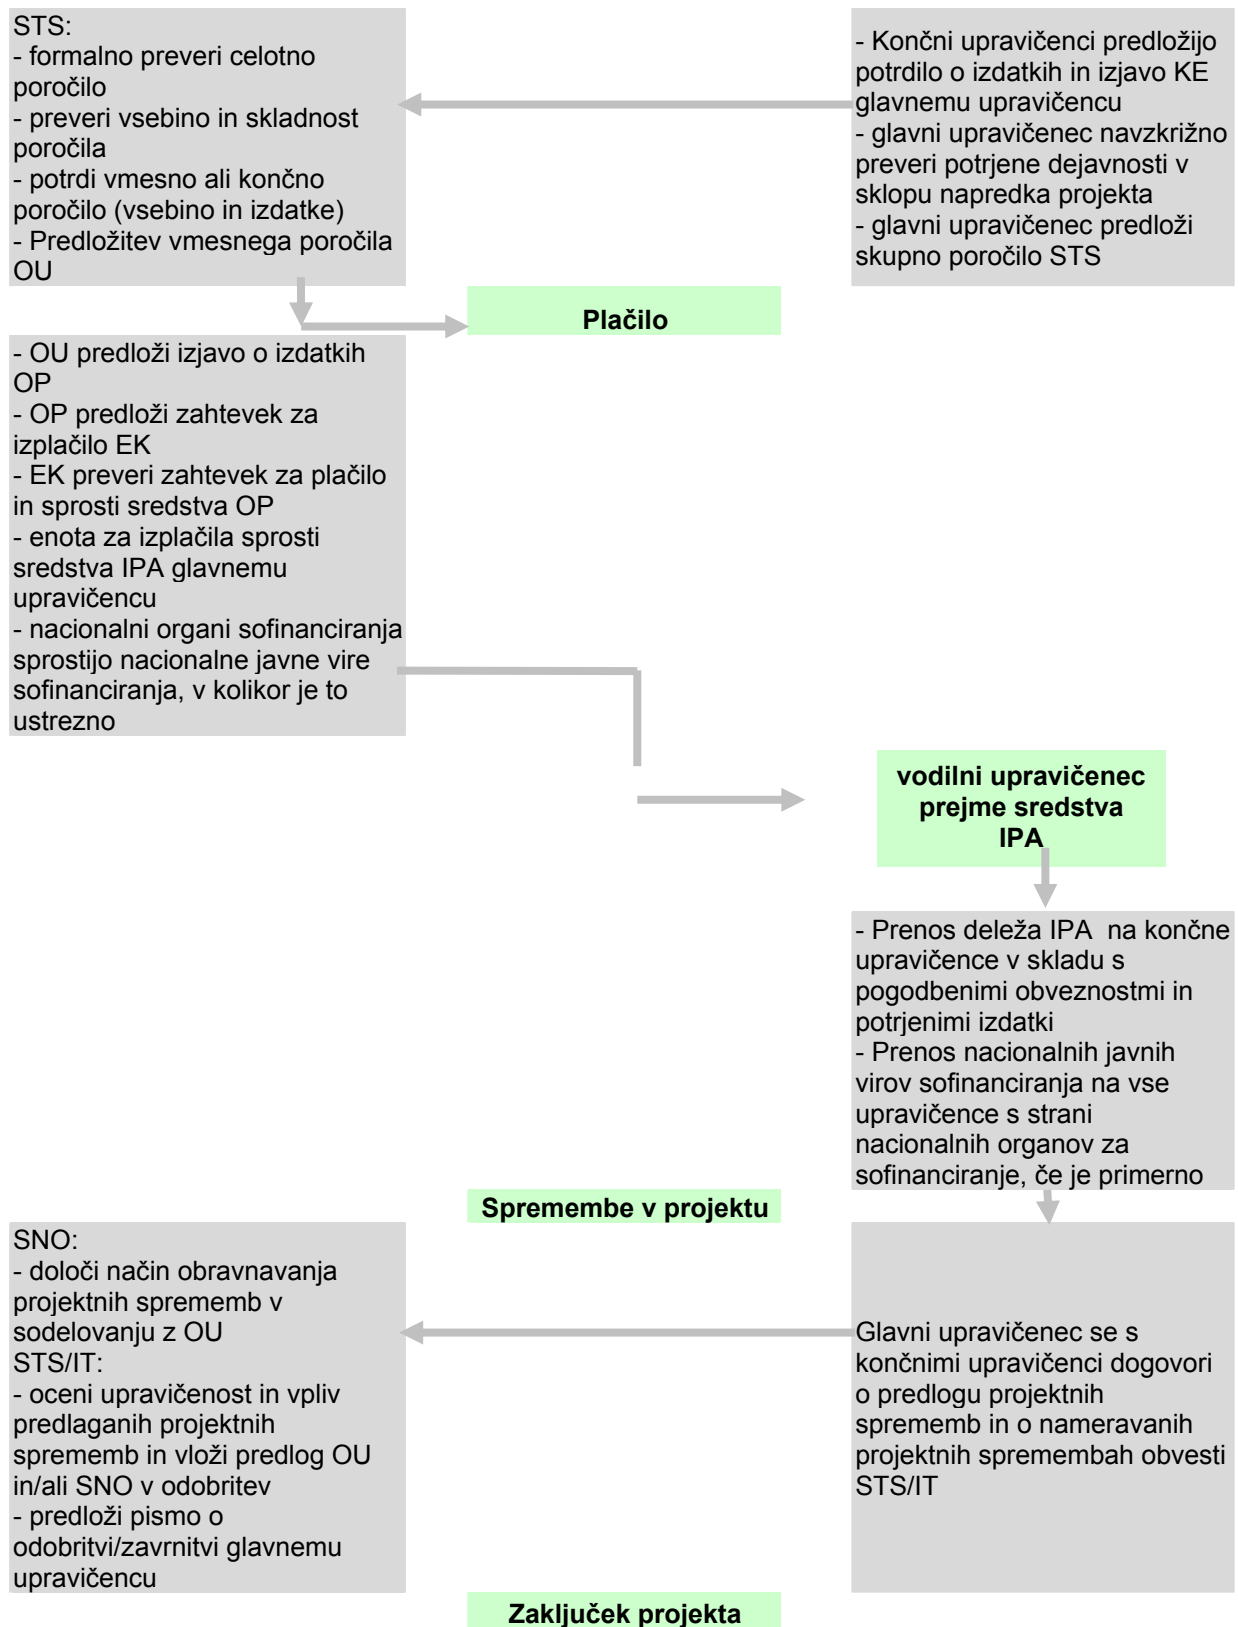 STS:
- formalno preveri celotno
poročilo
- preveri vsebino in skladnost
poročila
- potrdi vmesno ali končno
poročilo (vsebino in izdatke)
- Predložitev vmesnega poročila
OU
- Končni upravičenci predložijo
potrdilo o izdatkih in izjavo KE
glavnemu upravičencu
- glavni upravičenec navzkrižno
preveri potrjene dejavnosti v
sklopu napredka projekta
- glavni upravičenec predloži
skupno poročilo STS
Plačilo
- OU predloži izjavo o izdatkih
OP
- OP predloži zahtevek za
izplačilo EK
- EK preveri zahtevek za plačilo
in sprosti sredstva OP
- enota za izplačila sprosti
sredstva IPA glavnemu
upravičencu
- nacionalni organi sofinanciranja
sprostijo nacionalne javne vire
sofinanciranja, v kolikor je to
ustrezno
vodilni upravičenec
prejme sredstva
IPA
- Prenos deleža IPA na končne
upravičence v skladu s
pogodbenimi obveznostmi in
potrjenimi izdatki
- Prenos nacionalnih javnih
virov sofinanciranja na vse
upravičence s strani
nacionalnih organov za
sofinanciranje, če je primerno
Spremembe v projektu
SNO:
- določi način obravnavanja
projektnih sprememb v
sodelovanju z OU
STS/IT:
- oceni upravičenost in vpliv
predlaganih projektnih
sprememb in vloži predlog OU
in/ali SNO v odobritev
- predloži pismo o
odobritvi/zavrnitvi glavnemu
upravičencu
Glavni upravičenec se s
končnimi upravičenci dogovori
o predlogu projektnih
sprememb in o nameravanih
projektnih spremembah obvesti
STS/IT
Zaključek projekta